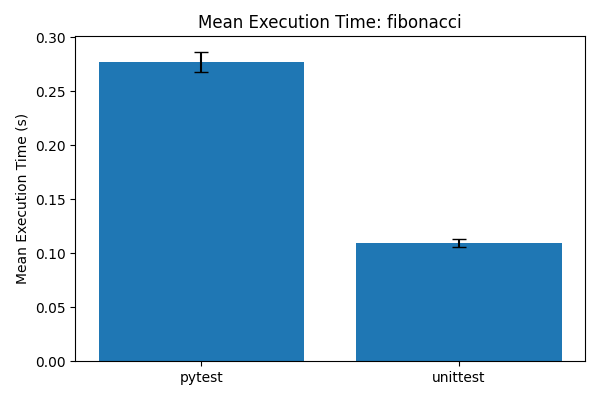 Mean Execution Time: fibonacci
Mean Execution Time (s)
0.30
0.25
0.20
0.15
0.10
0.05
0.00
pytest
unittest